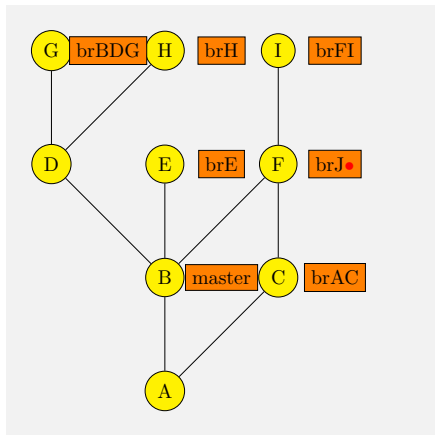 G brBDG H brH I brFI
D E brE F brJ
B master C brAC
A